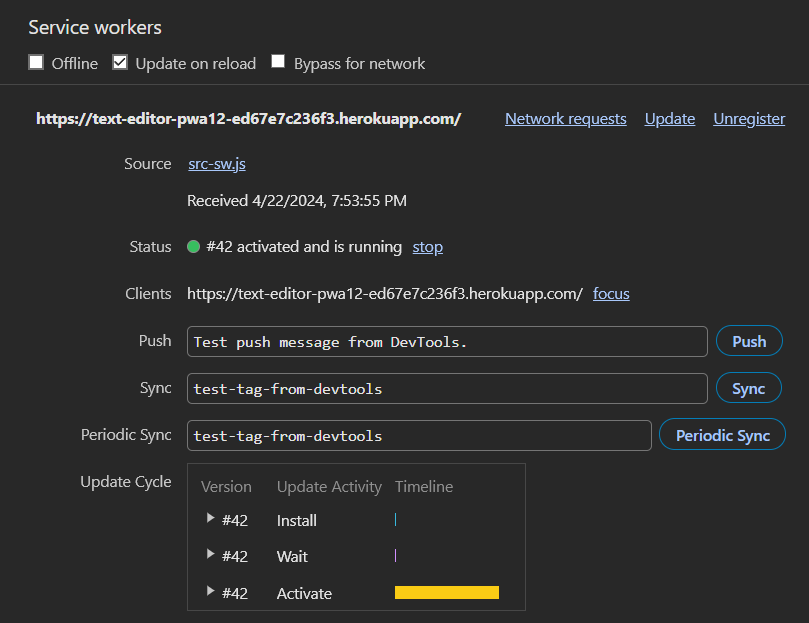 Service workers
Offline Update on reload Bypass for network
https://text-editor-pwa12-ed67e7c236f3.herokuapp.com/ Network requests Update Unregister
Source src-sw.js
Received 4/22/2024, 7:53:55 PM
Status #42 activated and is running stop
Clients https://text-editor-pwa12-ed67e7c236f3.herokuapp.com/ focus
Push Test push message from DevTools. Push
Sync test-tag-from-devtools Sync
Periodic Sync test-tag-from-devtools Periodic Sync
Update Cycle Version Update Activity Timeline
#42 Install
#42 Wait
#42 Activate